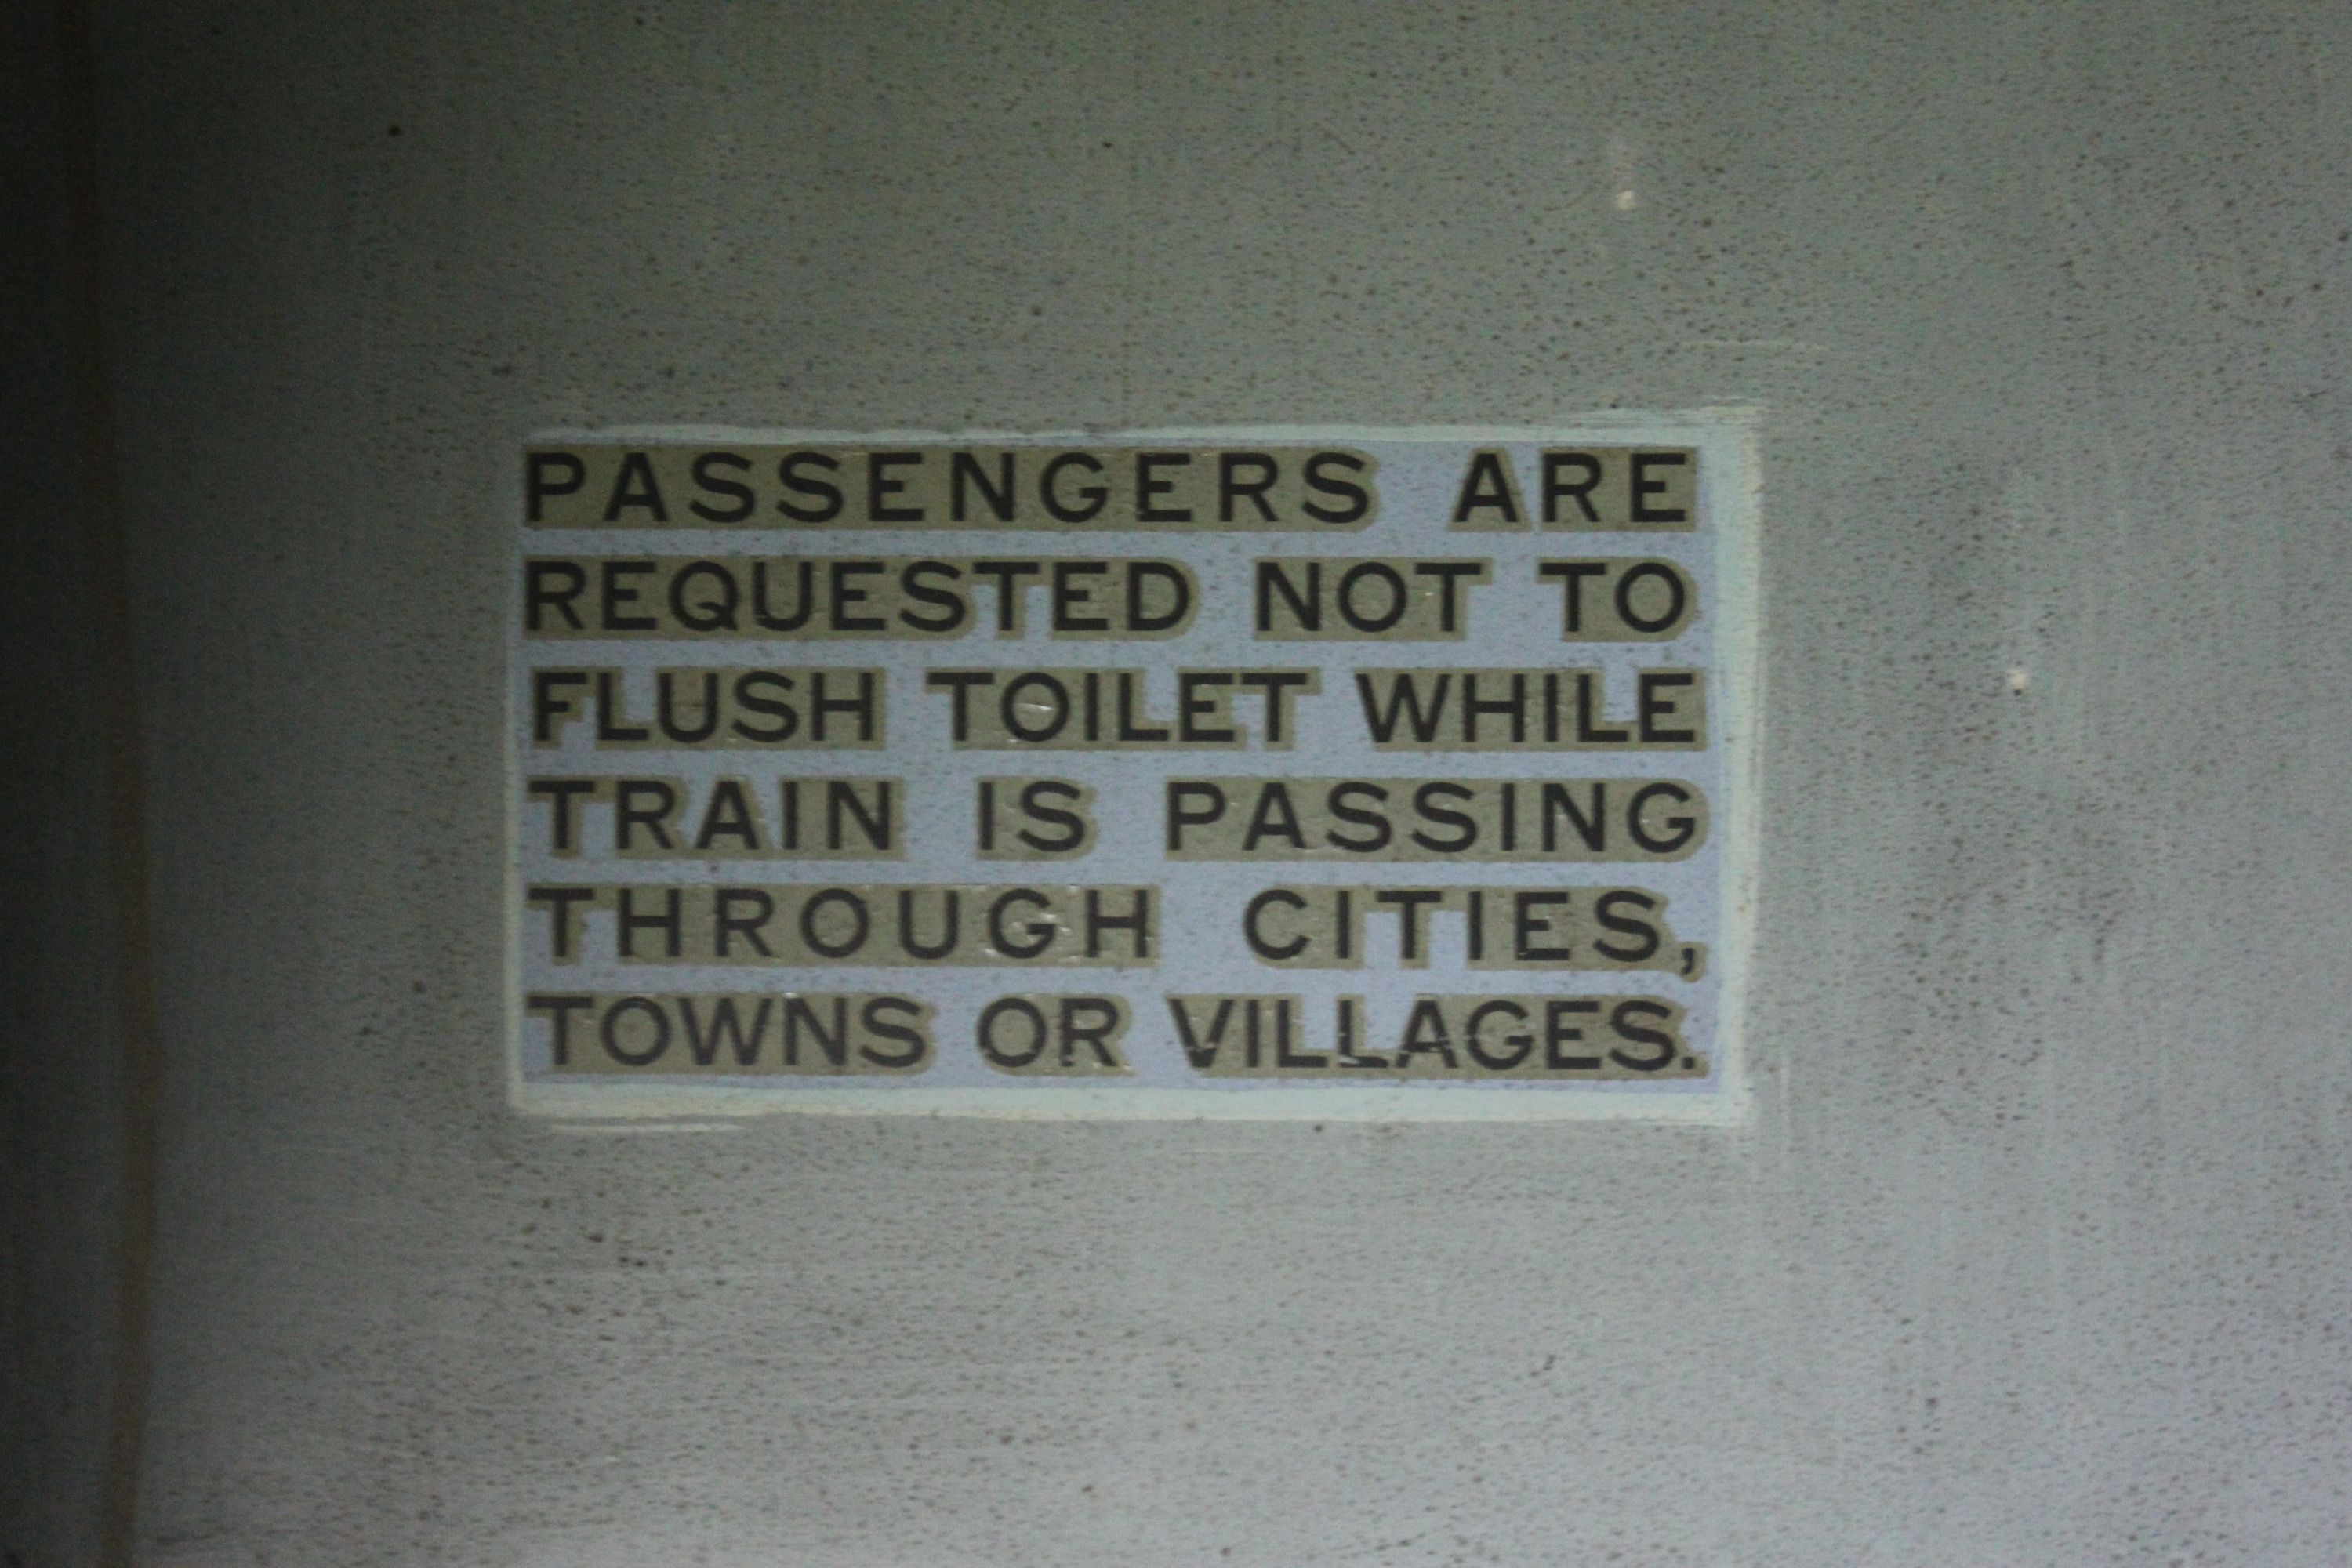 PASSENGERS ARE
REQUESTED NOT TO
FLUSH TOILET WHILE
TRAIN IS PASSING
THROUGH CITIES,
TOWNS OR VILLAGES.